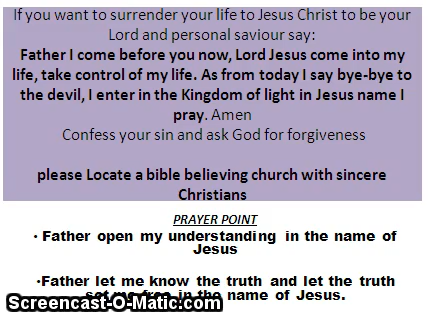 If you want to surrender your life to Jesus Christ to be your
Lord and personal saviour say:
Father I come before you now, Lord Jesus come into my
life, take control of my life. As from today I say bye-bye to
the devil, I enter in the Kingdom of light in Jesus name I
pray. Amen
Confess your sin and ask God for forgiveness
please Locate a bible believing church with sincere
Christians
PRAYER POINT
• Father open my understanding in the name of
Jesus
•Father let me know the truth and let the truth
set me free in the name of Jesus.
Screencast-O-Matic.com